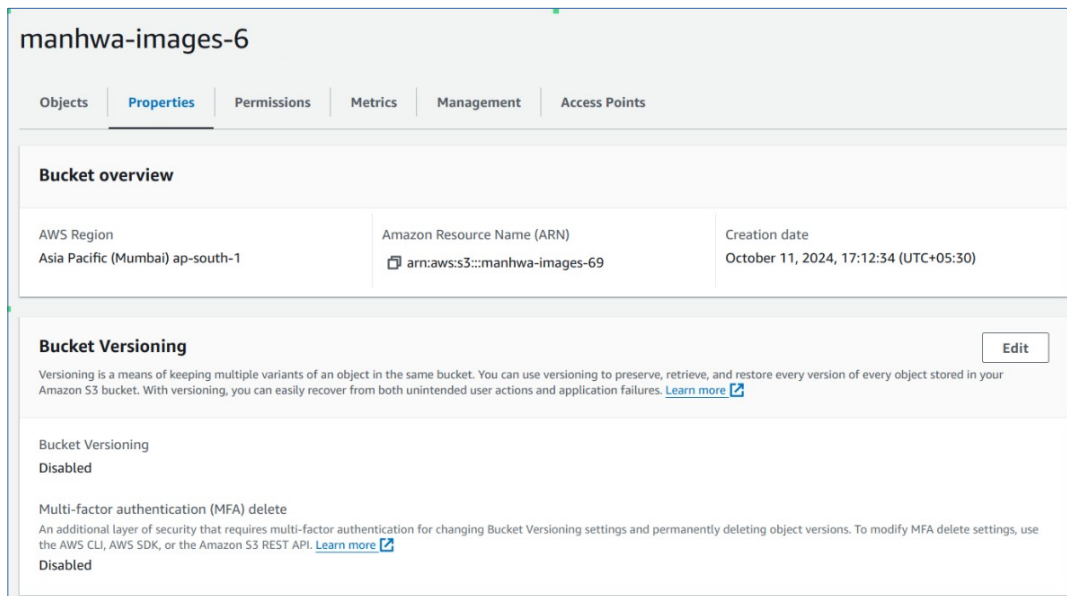 manhwa-images-6
Objects Properties Permissions Metrics Management Access Points
Bucket overview
AWS Region
Asia Pacific (Mumbai) ap-south-1
Amazon Resource Name (ARN)
arn:aws:s3:::manhwa-images-69
Creation date
October 11, 2024, 17:12:34 (UTC+05:30)
Bucket Versioning
Edit
Versioning is a means of keeping multiple variants of an object in the same bucket. You can use versioning to preserve, retrieve, and restore every version of every object stored in your
Amazon S3 bucket. With versioning, you can easily recover from both unintended user actions and application failures. Learn more
Bucket Versioning
Disabled
Multi-factor authentication (MFA) delete
An additional layer of security that requires multi-factor authentication for changing Bucket Versioning settings and permanently deleting object versions. To modify MFA delete settings, use
the AWS CLI, AWS SDK, or the Amazon S3 REST API. Learn more
Disabled